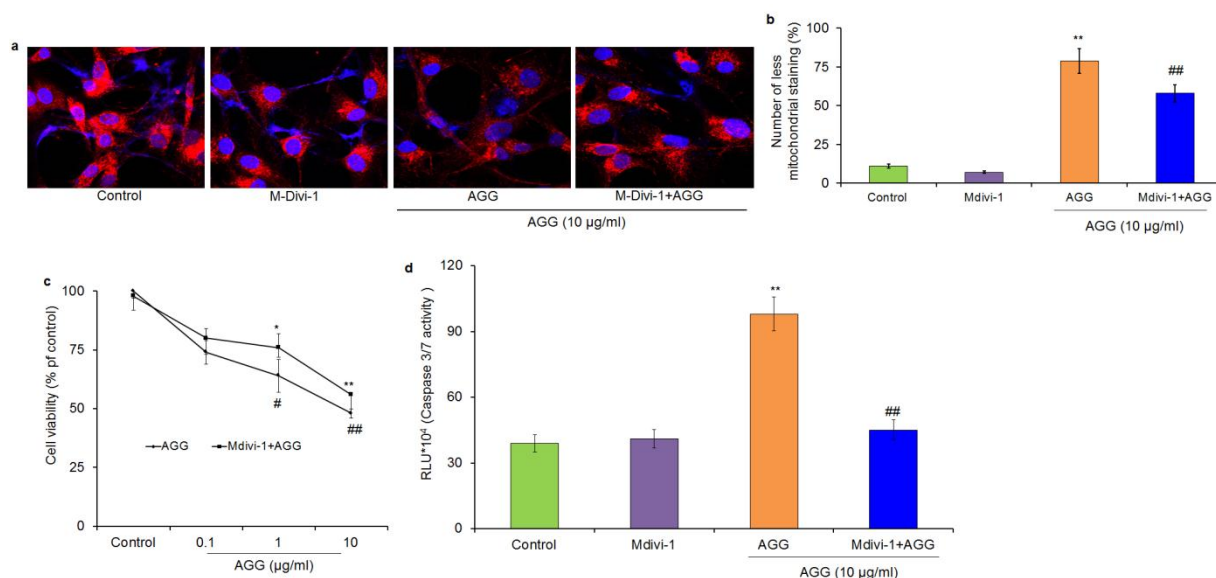 a
Control
M-Divi-1
AGG
M-Divi-1+AGG
AGG (10 µg/ml)
b
Number of less
mitochondrial staining (%)
100
75
50
25
0
**
##
Control
Mdivi-1
AGG
Mdivi-1+AGG
AGG (10 µg/ml)
c
Cell viability (% pf control)
100
75
50
25
0
*
#
**
##
AGG
Mdivi-1+AGG
Control
0.1
1
10
AGG (µg/ml)
d
RLU*10⁴ (Caspase 3/7 activity )
120
90
60
30
0
**
##
Control
Mdivi-1
AGG
Mdivi-1+AGG
AGG (10 µg/ml)